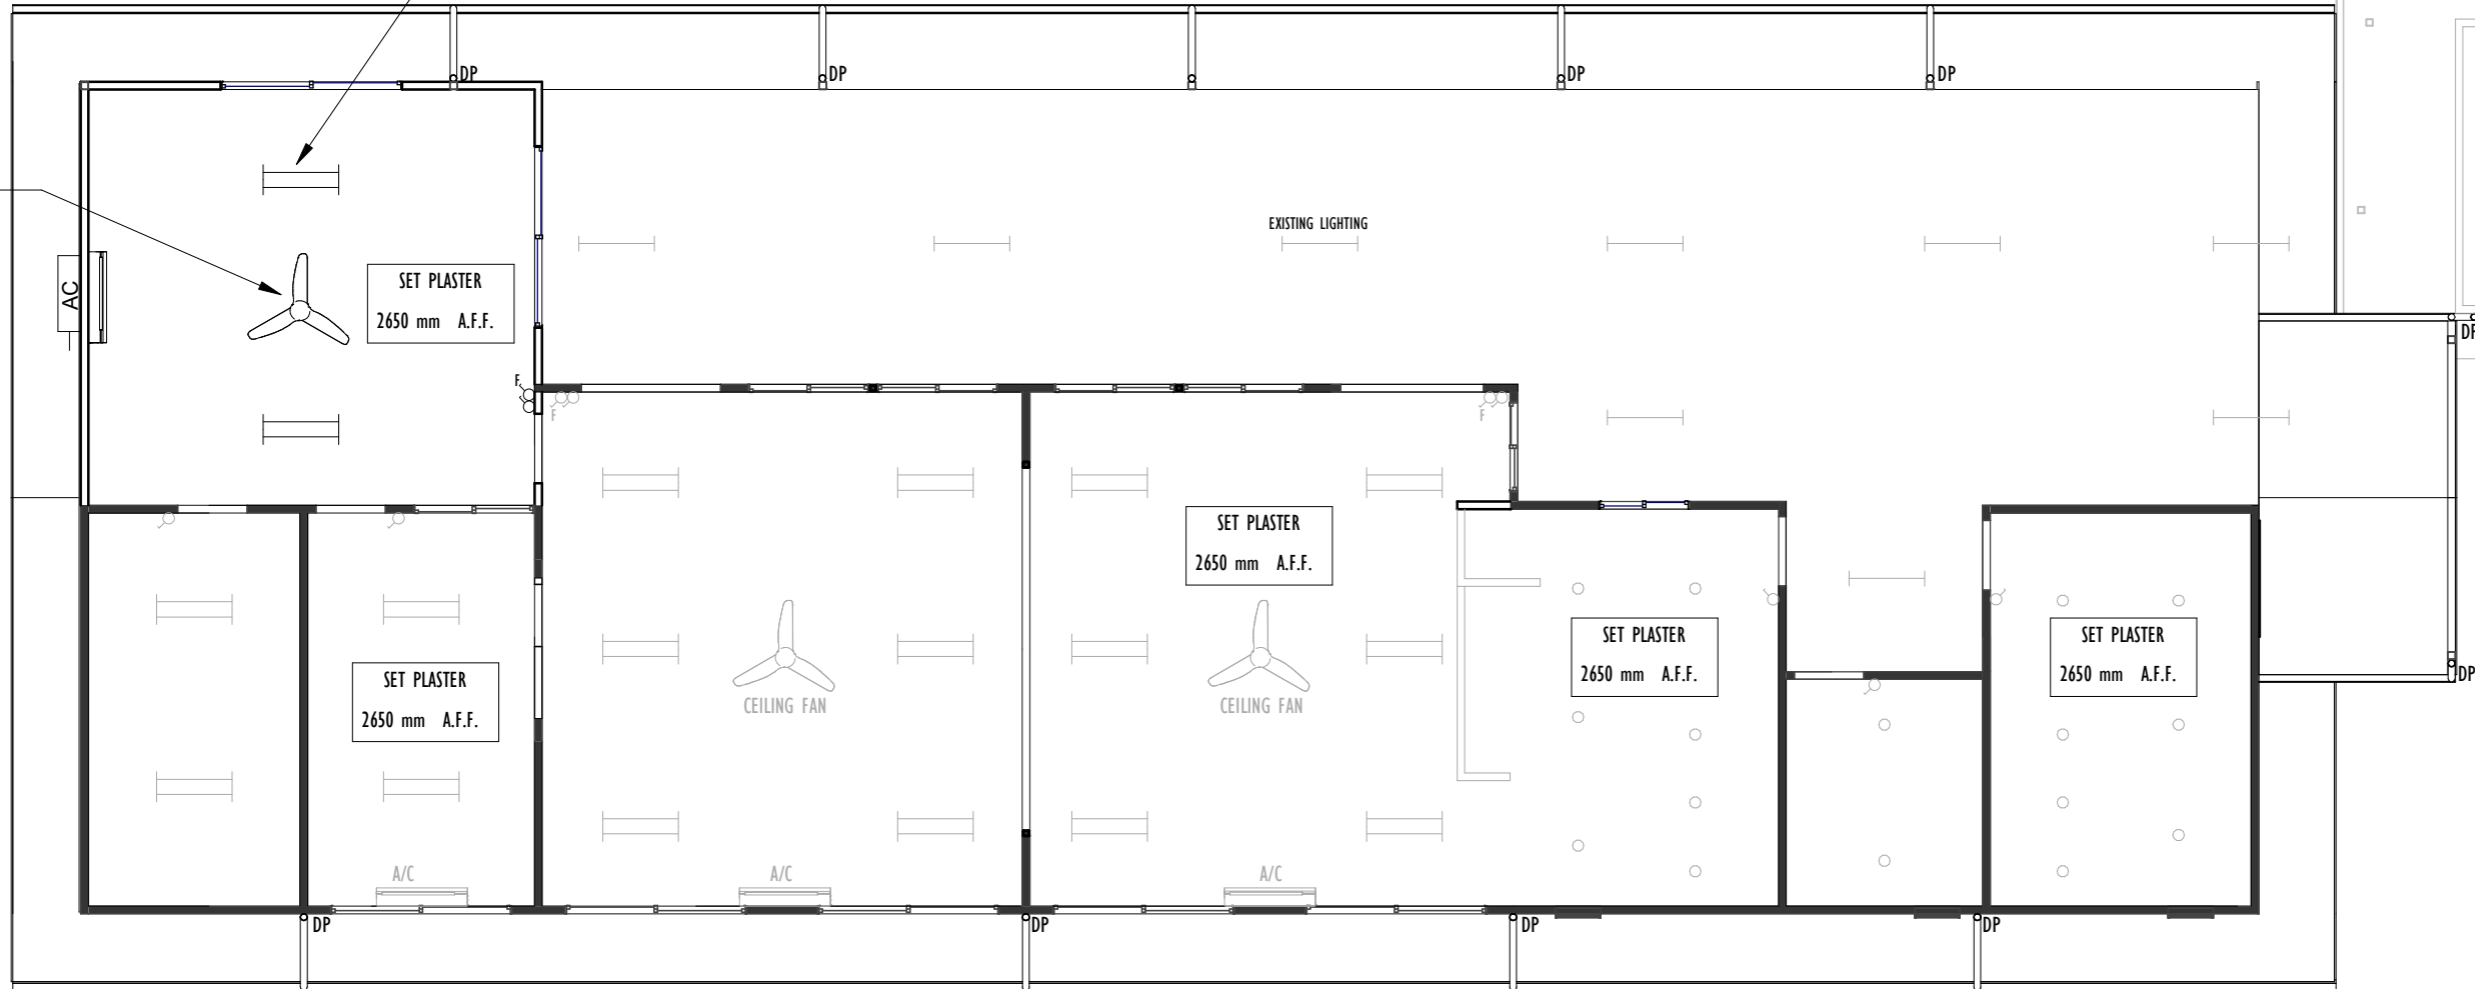 DP
DP
DP
DP
EXISTING LIGHTING
SET PLASTER
2650 mm A.F.F.
AC
DP
F
F
F
SET PLASTER
2650 mm A.F.F.
SET PLASTER
2650 mm A.F.F.
SET PLASTER
2650 mm A.F.F.
SET PLASTER
2650 mm A.F.F.
DP
CEILING FAN
CEILING FAN
A/C
A/C
A/C
DP
DP
DP
DP